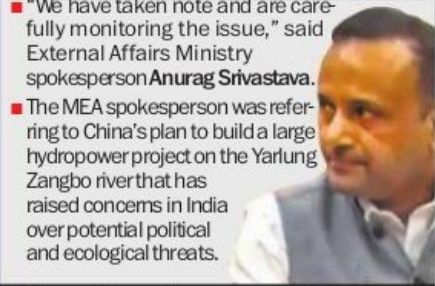 ■ "We have taken note and are care-
fully monitoring the issue," said
External Affairs Ministry
spokesperson Anurag Srivastava.
■ The MEA spokesperson was refer-
ring to China's plan to build a large
hydropower project on the Yarlung
Zangbo river that has
raised concerns in India
over potential political
and ecological threats.